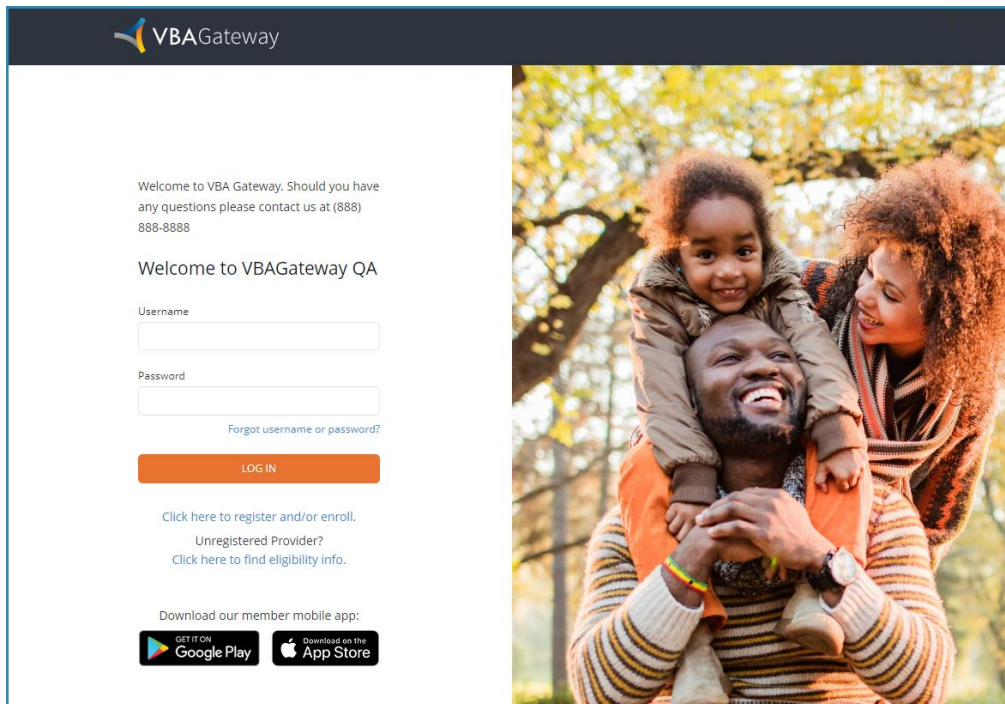 VBAGateway
Welcome to VBA Gateway. Should you have
any questions please contact us at (888)
888-8888
Welcome to VBAGateway QA
Username
Password
Forgot username or password?
LOG IN
Click here to register and/or enroll.
Unregistered Provider?
Click here to find eligibility info.
Download our member mobile app:
GET IT ON
Google Play
Download on the
App Store